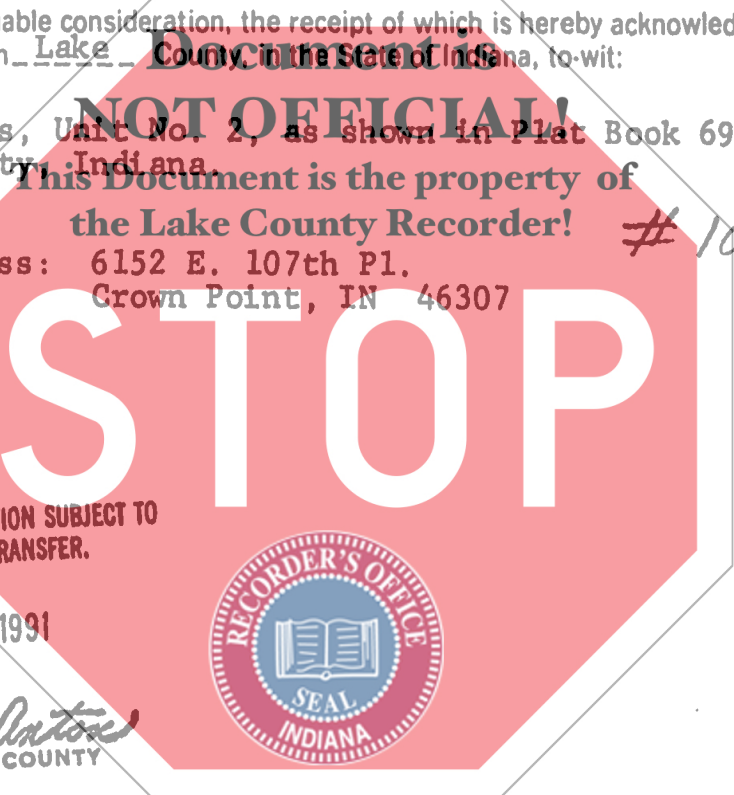 able consideration, the receipt of which is hereby acknowled
Lake County, in the State of Indiana, to-wit:
Document is
NOT OFFICIAL!
s, Unit No. 2, as shown in Plat Book 69
ty, Indiana.
This Document is the property of
the Lake County Recorder!
# 10
ss: 6152 E. 107th Pl.
Crown Point, IN 46307
STOP
ION SUBJECT TO
RANSFER.
RECORDER'S OFFICE
SEAL
INDIANA
1991
COUNTY